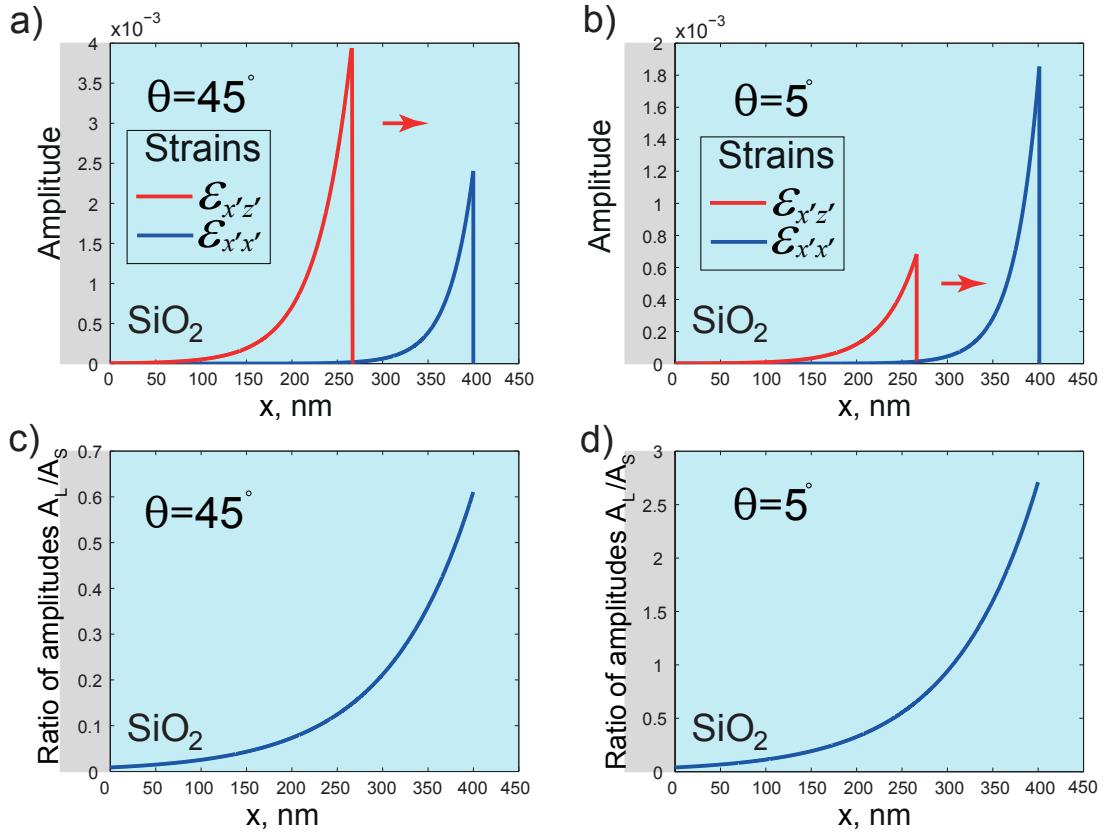 a)
x10⁻³
4
3.5
3
2.5
2
1.5
1
0.5
0
Amplitude
θ=45°
Strains
ε x′z′
ε x′x′
SiO₂
0 50 100 150 200 250 300 350 400 450
x, nm
b)
x10⁻³
2
1.8
1.6
1.4
1.2
1
0.8
0.6
0.4
0.2
0
Amplitude
θ=5°
Strains
ε x′z′
ε x′x′
SiO₂
0 50 100 150 200 250 300 350 400 450
x, nm
c)
0.7
0.6
0.5
0.4
0.3
0.2
0.1
0
Ratio of amplitudes A_L/A_S
θ=45°
SiO₂
0 50 100 150 200 250 300 350 400 450
x, nm
d)
3
2.5
2
1.5
1
0.5
0
Ratio of amplitudes A_L/A_S
θ=5°
SiO₂
0 50 100 150 200 250 300 350 400 450
x, nm